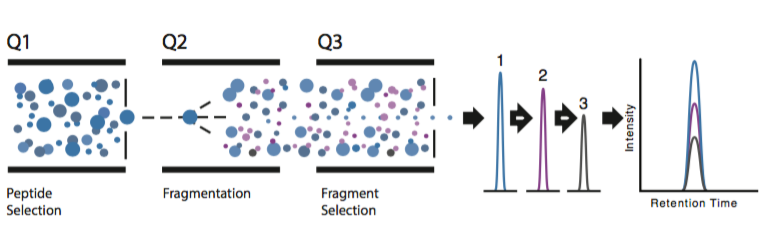 Q1
Q2
Q3
Peptide
Selection
Fragmentation
Fragment
Selection
1
2
3
Intensity
Retention Time